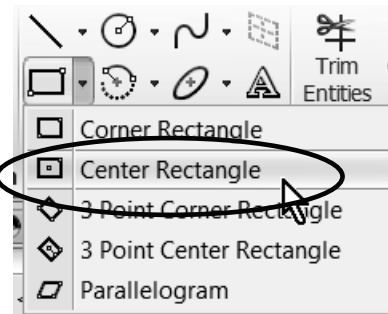 Trim
Entities
Corner Rectangle
Center Rectangle
3 Point Corner Rectangle
3 Point Center Rectangle
Parallelogram